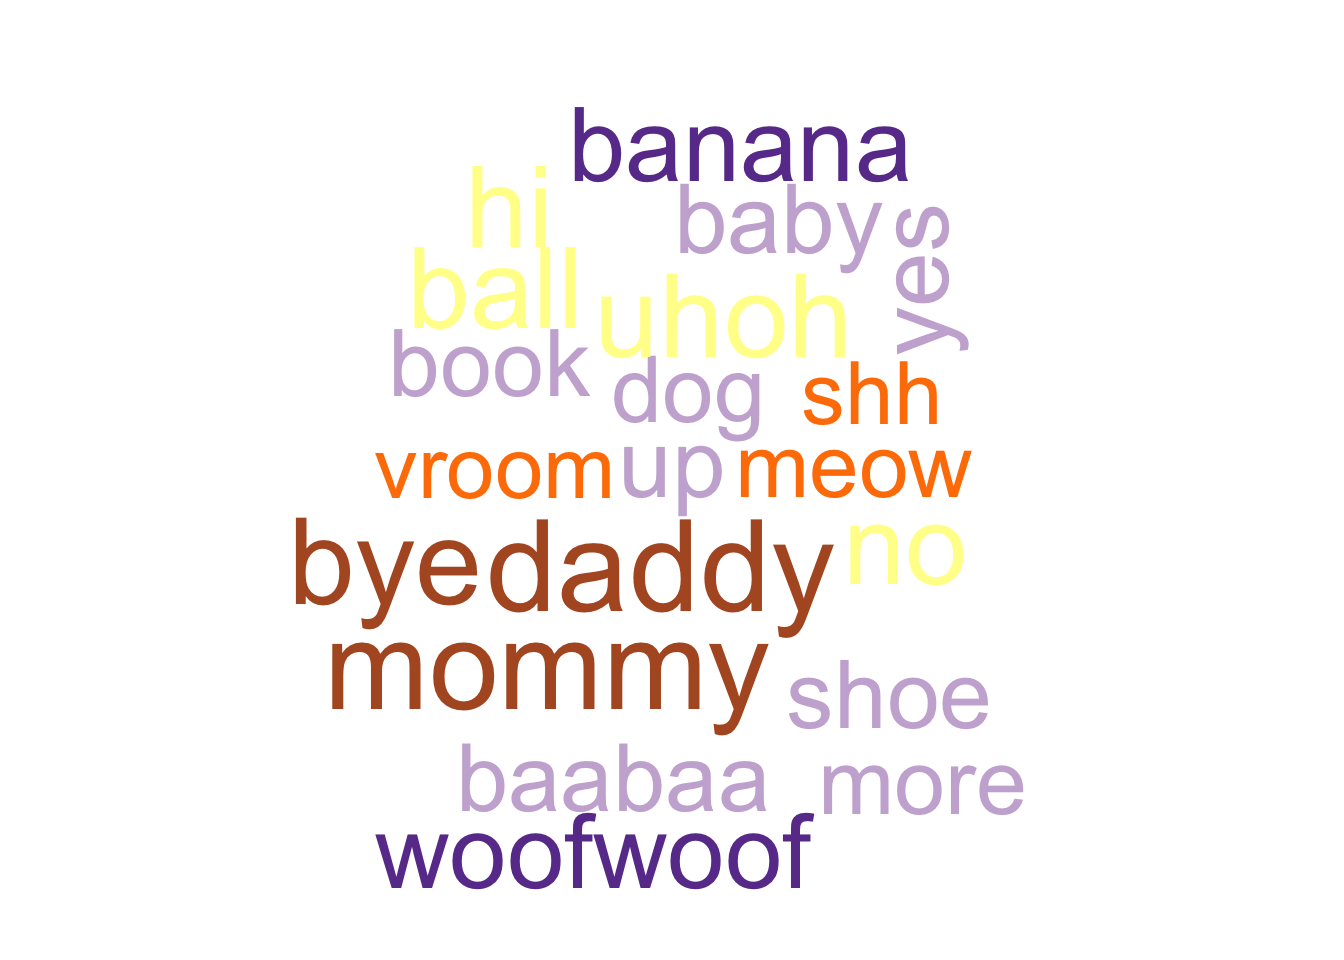 banana
hi
baby
yes
ball
uhoh
book
dog
shh
vroom
up
meow
bye
daddy
no
mommy
shoe
baabaa
more
woofwoof